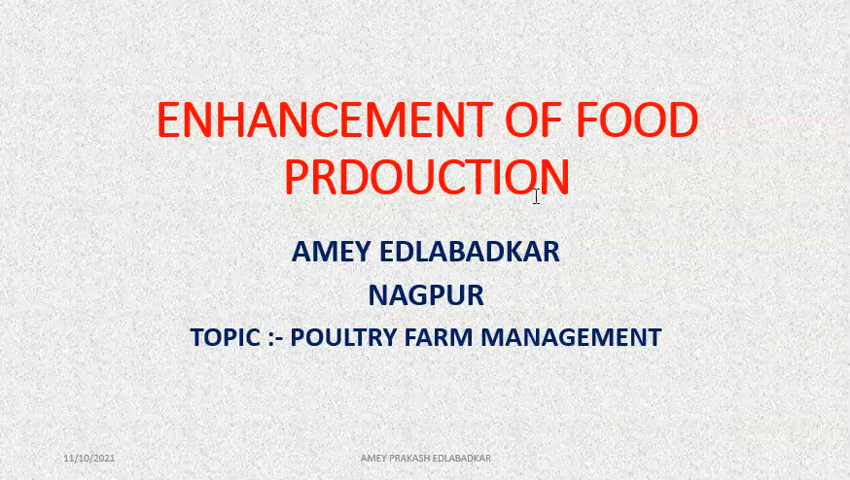 ENHANCEMENT OF FOOD
PRDOUCTION
AMEY EDLABADKAR
NAGPUR
TOPIC :- POULTRY FARM MANAGEMENT
11/10/2021
AMEY PRAKASH EDLABADKAR